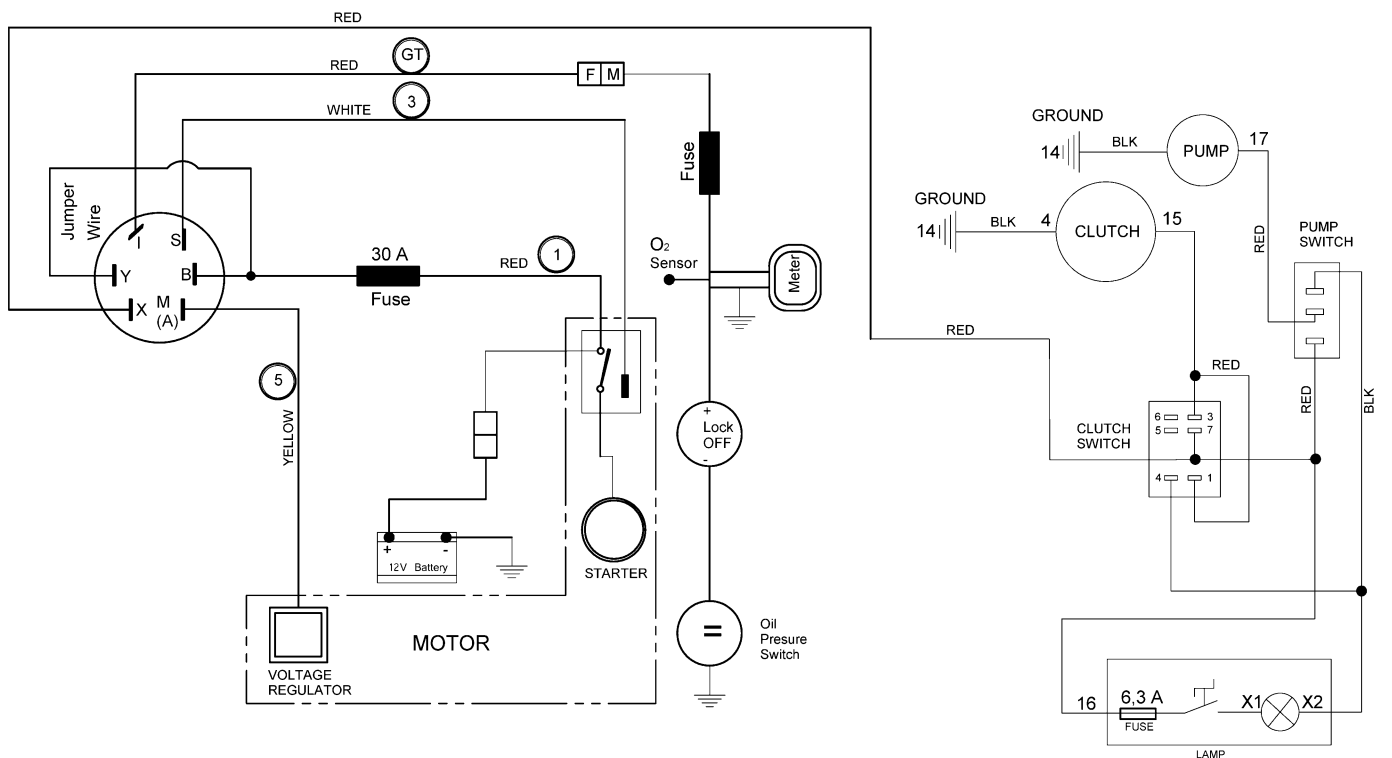 RED
GT
RED
F M
3
WHITE
Fuse
Jumper
Wire
I
S
Y
B
X
M
(A)
30 A
Fuse
RED
1
O2
Sensor
Meter
5
YELLOW
+
Lock
OFF
-
+
-
12V Battery
STARTER
MOTOR
VOLTAGE
REGULATOR
=
Oil
Presure
Switch
GROUND
14
BLK
PUMP
17
GROUND
14
BLK
4
CLUTCH
15
RED
PUMP
SWITCH
RED
RED
RED
BLK
CLUTCH
SWITCH
6
3
5
7
4
1
16
6,3 A
FUSE
X1
X2
LAMP